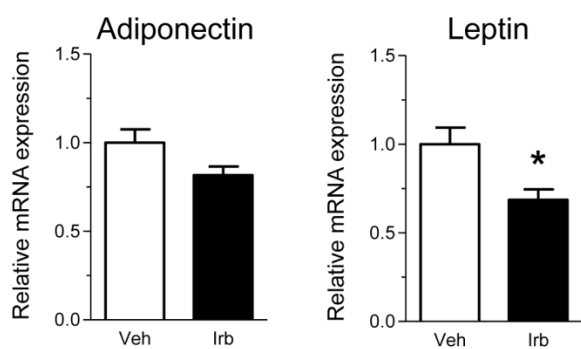 Adiponectin
Relative mRNA expression
1.5
1.0
0.5
0.0
Veh
Irb
Leptin
Relative mRNA expression
1.5
1.0
0.5
0.0
*
Veh
Irb